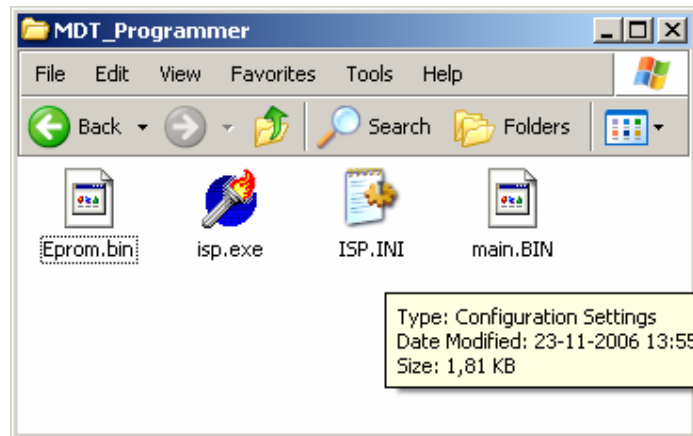 MDT_Programmer
File Edit View Favorites Tools Help
Back Search Folders
Eprom.bin isp.exe ISP.INI main.BIN
Type: Configuration Settings
Date Modified: 23-11-2006 13:55
Size: 1,81 KB